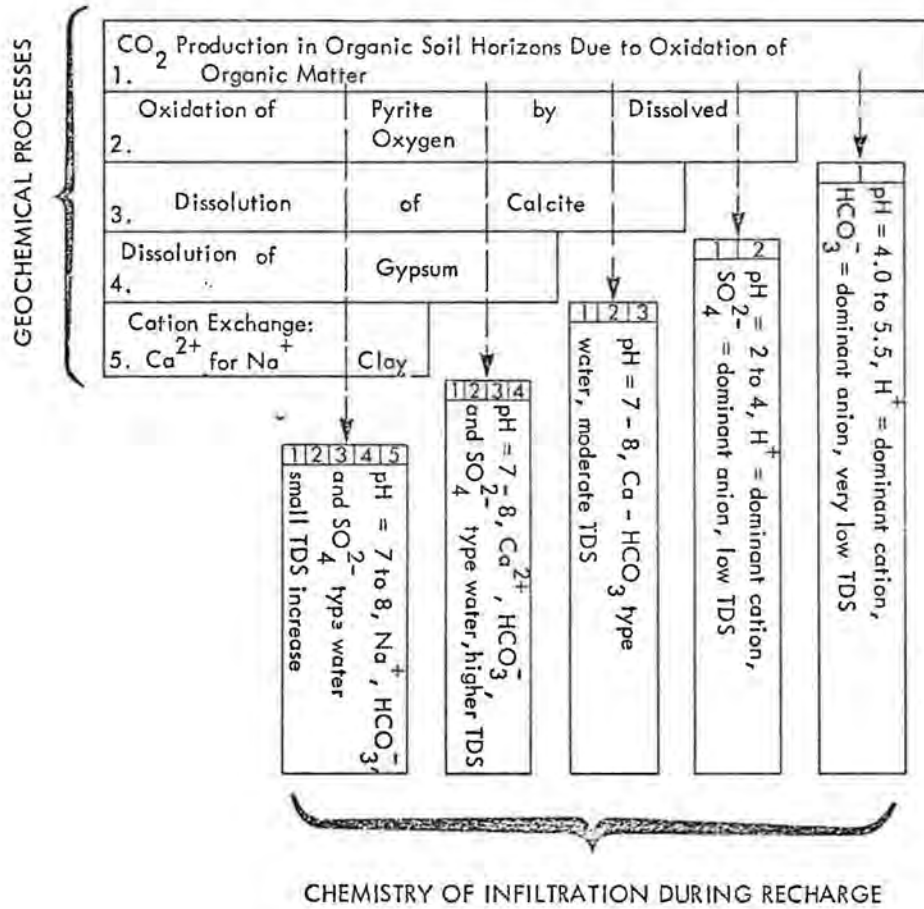 GEOCHEMICAL PROCESSES
CO₂ Production in Organic Soil Horizons Due to Oxidation of
1. Organic Matter
Oxidation of Pyrite by Dissolved
2. Oxygen
3. Dissolution of Calcite
Dissolution of
4. Gypsum
Cation Exchange:
5. Ca²⁺ for Na⁺ Clay
1 2 3 4 5
pH = 7 to 8, Na⁺, HCO₃⁻,
and SO₄²⁻ type water
small TDS increase
1 2 3 4
pH = 7 - 8, Ca²⁺, HCO₃⁻,
and SO₄²⁻ type water, higher TDS
1 2 3
pH = 7 - 8, Ca - HCO₃ type
water, moderate TDS
1 2
pH = 2 to 4, H⁺ = dominant cation,
SO₄²⁻ = dominant anion, low TDS
1
pH = 4.0 to 5.5, H⁺ = dominant cation,
HCO₃⁻ = dominant anion, very low TDS
CHEMISTRY OF INFILTRATION DURING RECHARGE